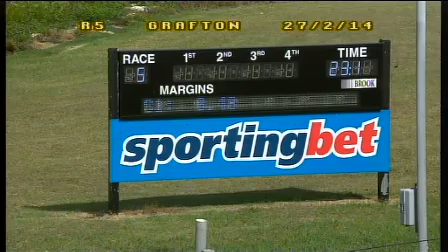 R5 GRAFTON 27/2/14
RACE 1ST 2ND 3RD 4TH TIME
5
BROOK
MARGINS
sportingbet